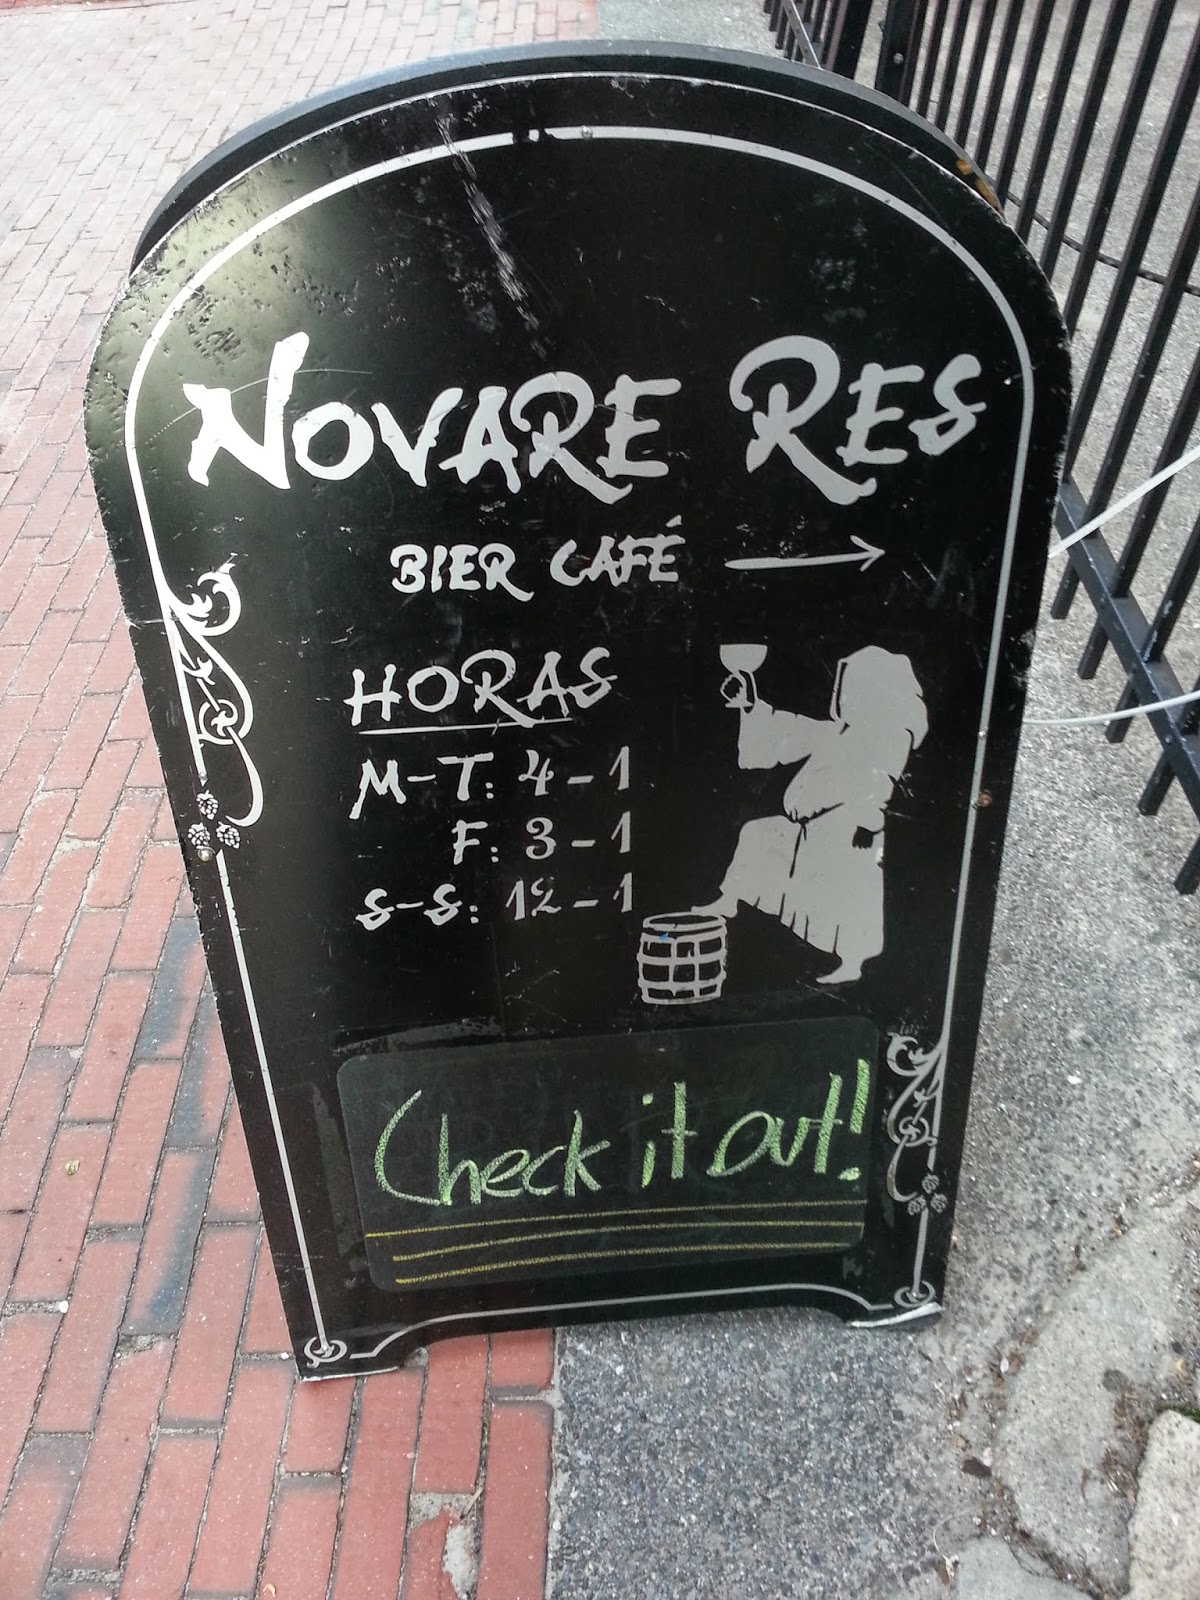 NOVARE RES
BIER CAFÉ
HORAS
M-T: 4-1
F: 3-1
S-S: 12-1
Check it out!